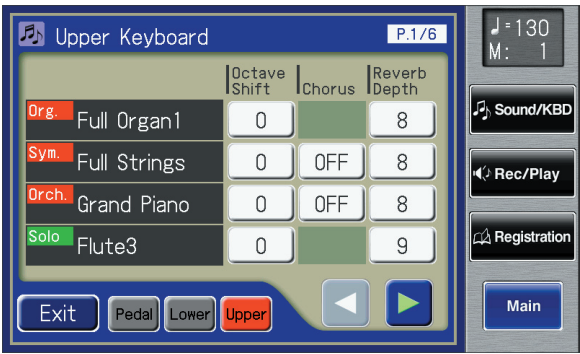 Upper Keyboard
P.1/6
♩=130
M: 1
Octave Shift
Chorus
Reverb Depth
Org. Full Organ1 0 8
Sym. Full Strings 0 OFF 8
Orch. Grand Piano 0 OFF 8
Solo Flute3 0 9
Sound/KBD
Rec/Play
Registration
Exit
Pedal
Lower
Upper
Main